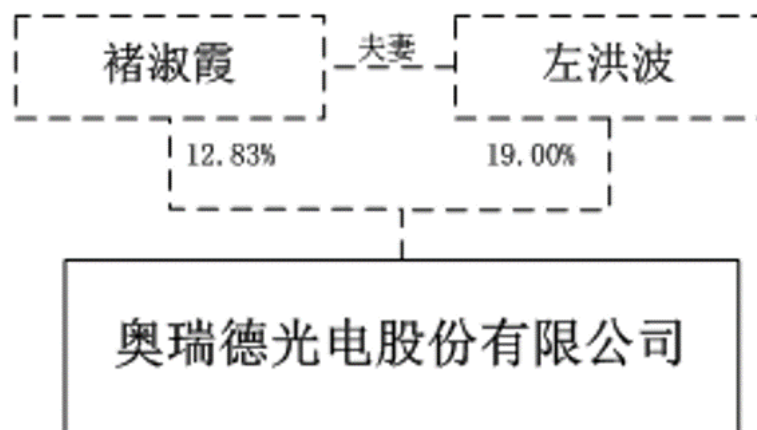 褚淑霞
夫妻
左洪波
12.83%
19.00%
奥瑞德光电股份有限公司